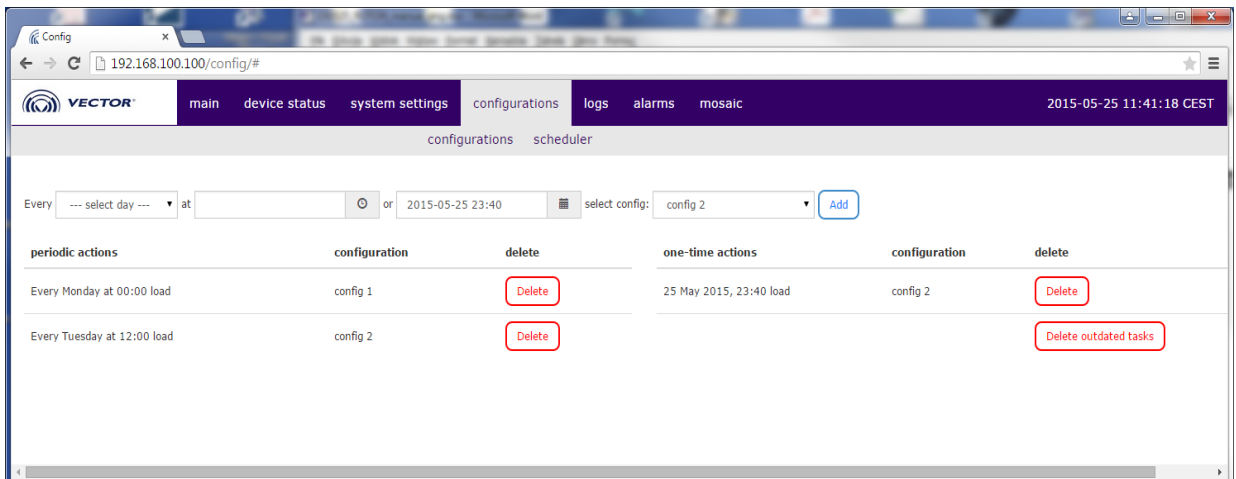 Config
192.168.100.100/config/#
VECTOR main device status system settings configurations logs alarms mosaic 2015-05-25 11:41:18 CEST
configurations scheduler
Every --- select day --- at or 2015-05-25 23:40 select config: config 2 Add
periodic actions configuration delete one-time actions configuration delete
Every Monday at 00:00 load config 1 Delete 25 May 2015, 23:40 load config 2 Delete
Every Tuesday at 12:00 load config 2 Delete Delete outdated tasks